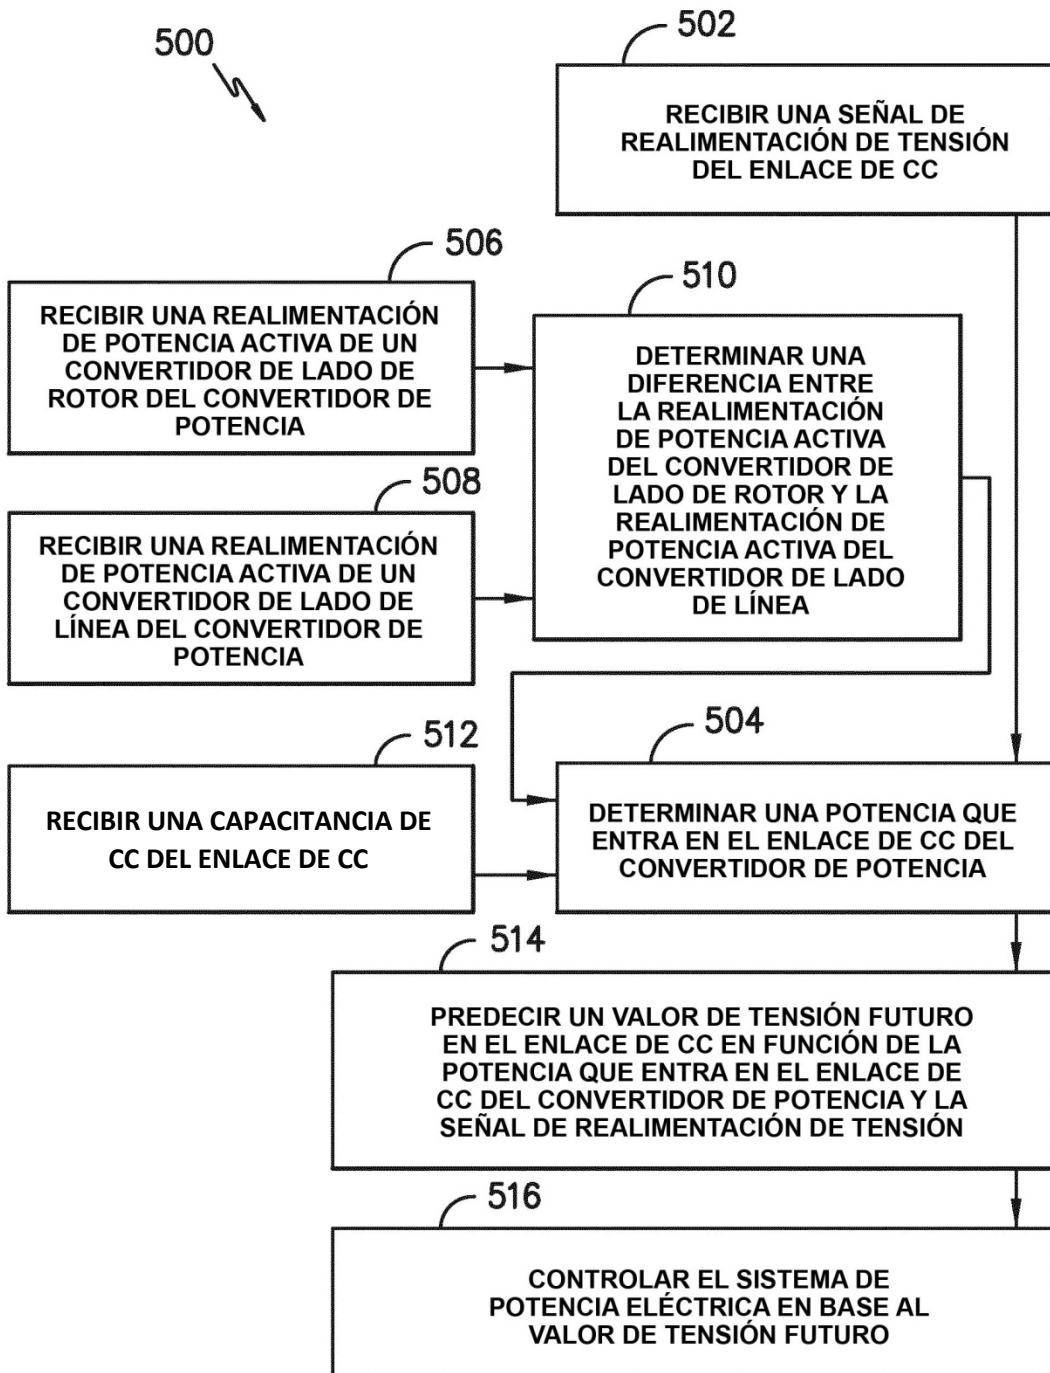 500
502
RECIBIR UNA SEÑAL DE
REALIMENTACIÓN DE TENSIÓN
DEL ENLACE DE CC
506
RECIBIR UNA REALIMENTACIÓN
DE POTENCIA ACTIVA DE UN
CONVERTIDOR DE LADO DE
ROTOR DEL CONVERTIDOR DE
POTENCIA
510
DETERMINAR UNA
DIFERENCIA ENTRE
LA REALIMENTACIÓN
DE POTENCIA ACTIVA
DEL CONVERTIDOR DE
LADO DE ROTOR Y LA
REALIMENTACIÓN DE
POTENCIA ACTIVA DEL
CONVERTIDOR DE LADO
DE LÍNEA
508
RECIBIR UNA REALIMENTACIÓN
DE POTENCIA ACTIVA DE UN
CONVERTIDOR DE LADO DE
LÍNEA DEL CONVERTIDOR DE
POTENCIA
512
RECIBIR UNA CAPACITANCIA DE
CC DEL ENLACE DE CC
504
DETERMINAR UNA POTENCIA QUE
ENTRA EN EL ENLACE DE CC DEL
CONVERTIDOR DE POTENCIA
514
PREDECIR UN VALOR DE TENSIÓN FUTURO
EN EL ENLACE DE CC EN FUNCIÓN DE LA
POTENCIA QUE ENTRA EN EL ENLACE DE
CC DEL CONVERTIDOR DE POTENCIA Y LA
SEÑAL DE REALIMENTACIÓN DE TENSIÓN
516
CONTROLAR EL SISTEMA DE
POTENCIA ELÉCTRICA EN BASE AL
VALOR DE TENSIÓN FUTURO